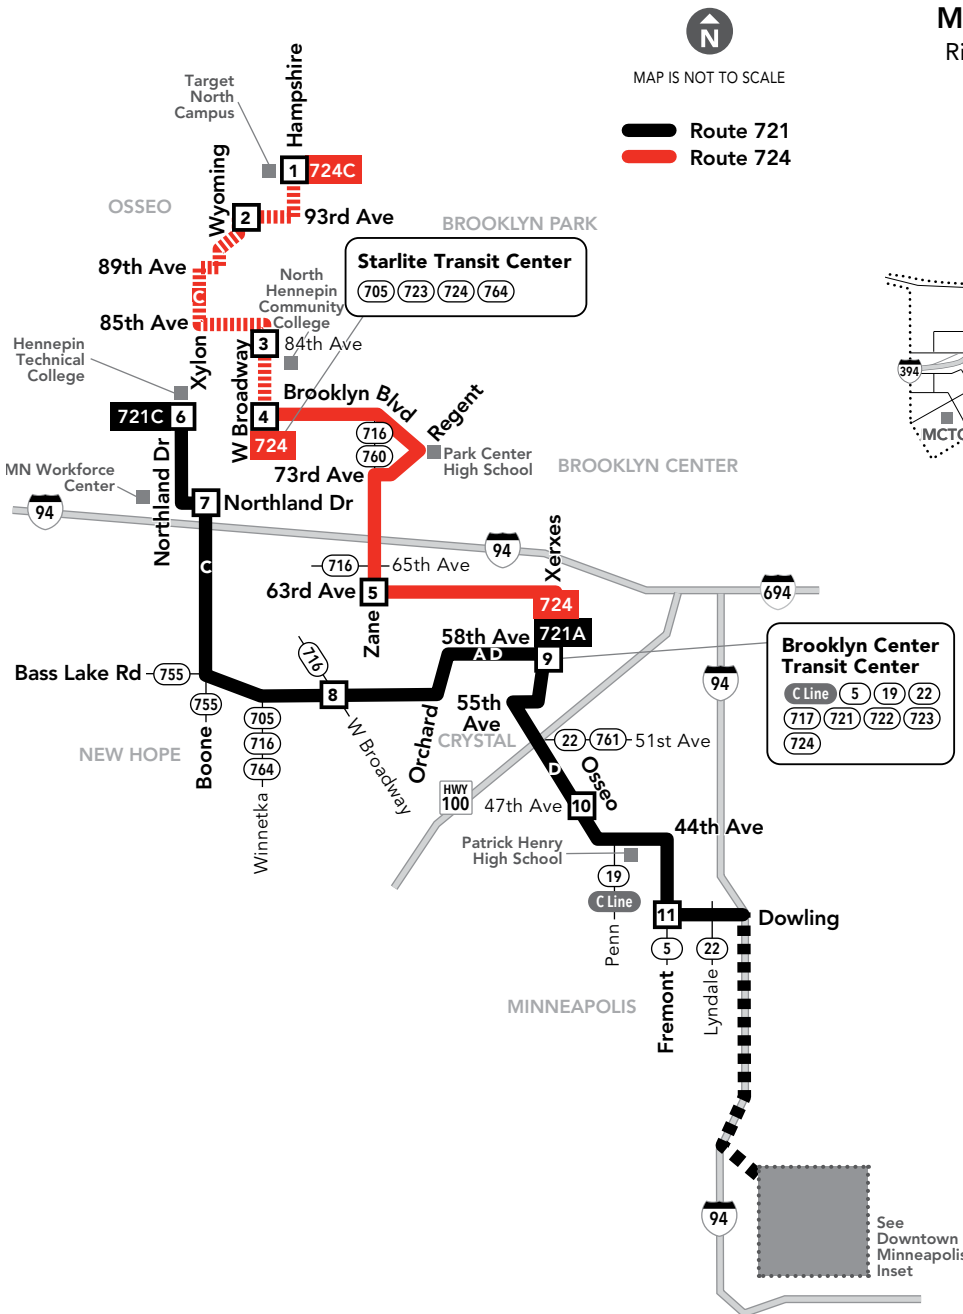 N
MAP IS NOT TO SCALE
M
Ri
Route 721
Route 724
Target
North
Campus
Hampshire
1
724C
Wyoming
OSSEO
2
93rd Ave
BROOKLYN PARK
89th Ave
C
Starlite Transit Center
705 723 724 764
North
Hennepin
Community
College
85th Ave
3
84th Ave
Hennepin
Technical
College
Xylon
W Broadway
394
MCTC
721C
6
4
724
Brooklyn Blvd
Regent
716
760
Park Center
High School
73rd Ave
BROOKLYN CENTER
MN Workforce
Center
Northland Dr
7
Northland Dr
94
94
Xerxes
C
716
65th Ave
63rd Ave
5
694
724
Zane
58th Ave
721A
A D
9
Brooklyn Center
Transit Center
C Line 5 19 22
717 721 722 723
724
716
Bass Lake Rd
755
755
8
94
55th
Ave
705
716
764
W Broadway
Orchard
CRYSTAL
22 761
51st Ave
NEW HOPE
Boone
D
Osseo
HWY
100
47th Ave
10
Winnetka
44th Ave
Patrick Henry
High School
19
C Line
Penn
11
Dowling
5
22
Fremont
Lyndale
MINNEAPOLIS
94
See
Downtown
Minneapolis
Inset